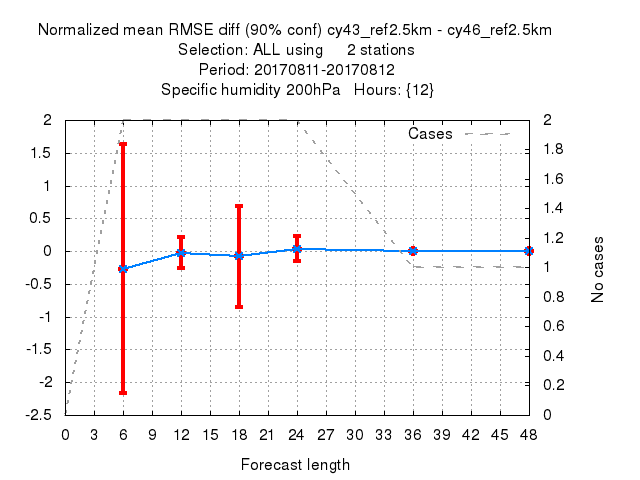 Normalized mean RMSE diff (90% conf) cy43_ref2.5km - cy46_ref2.5km
Selection: ALL using 2 stations
Period: 20170811-20170812
Specific humidity 200hPa Hours: {12}
Cases
2
1.5
1
0.5
0
-0.5
-1
-1.5
-2
-2.5
2
1.8
1.6
1.4
1.2
1
0.8
0.6
0.4
0.2
0
No cases
0 3 6 9 12 15 18 21 24 27 30 33 36 39 42 45 48
Forecast length